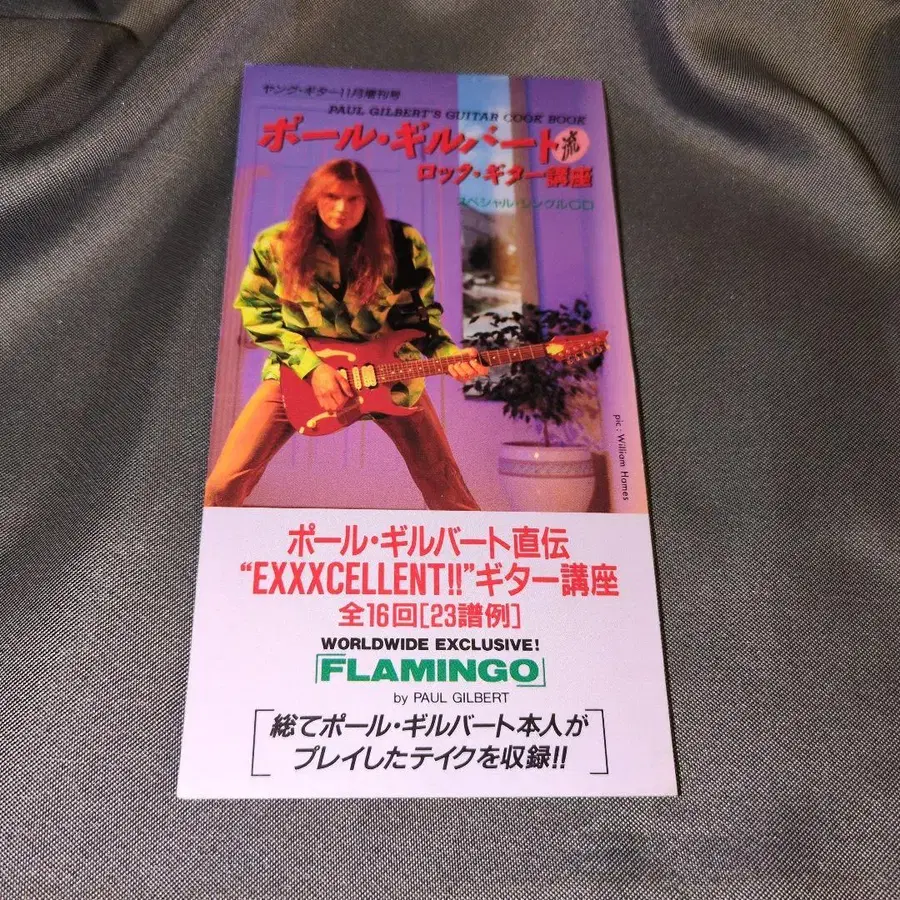 ヤング・ギター11月増刊号
PAUL GILBERT'S GUITAR COOK BOOK
ポール・ギルバート流
ロック・ギター講座
スペシャル・シングルCD
pic : William Hames
ポール・ギルバート直伝
“EXXXCELLENT!!”ギター講座
全16回[23譜例]
WORLDWIDE EXCLUSIVE!
「FLAMINGO」
by PAUL GILBERT
総てポール・ギルバート本人が
プレイしたテイクを収録!!